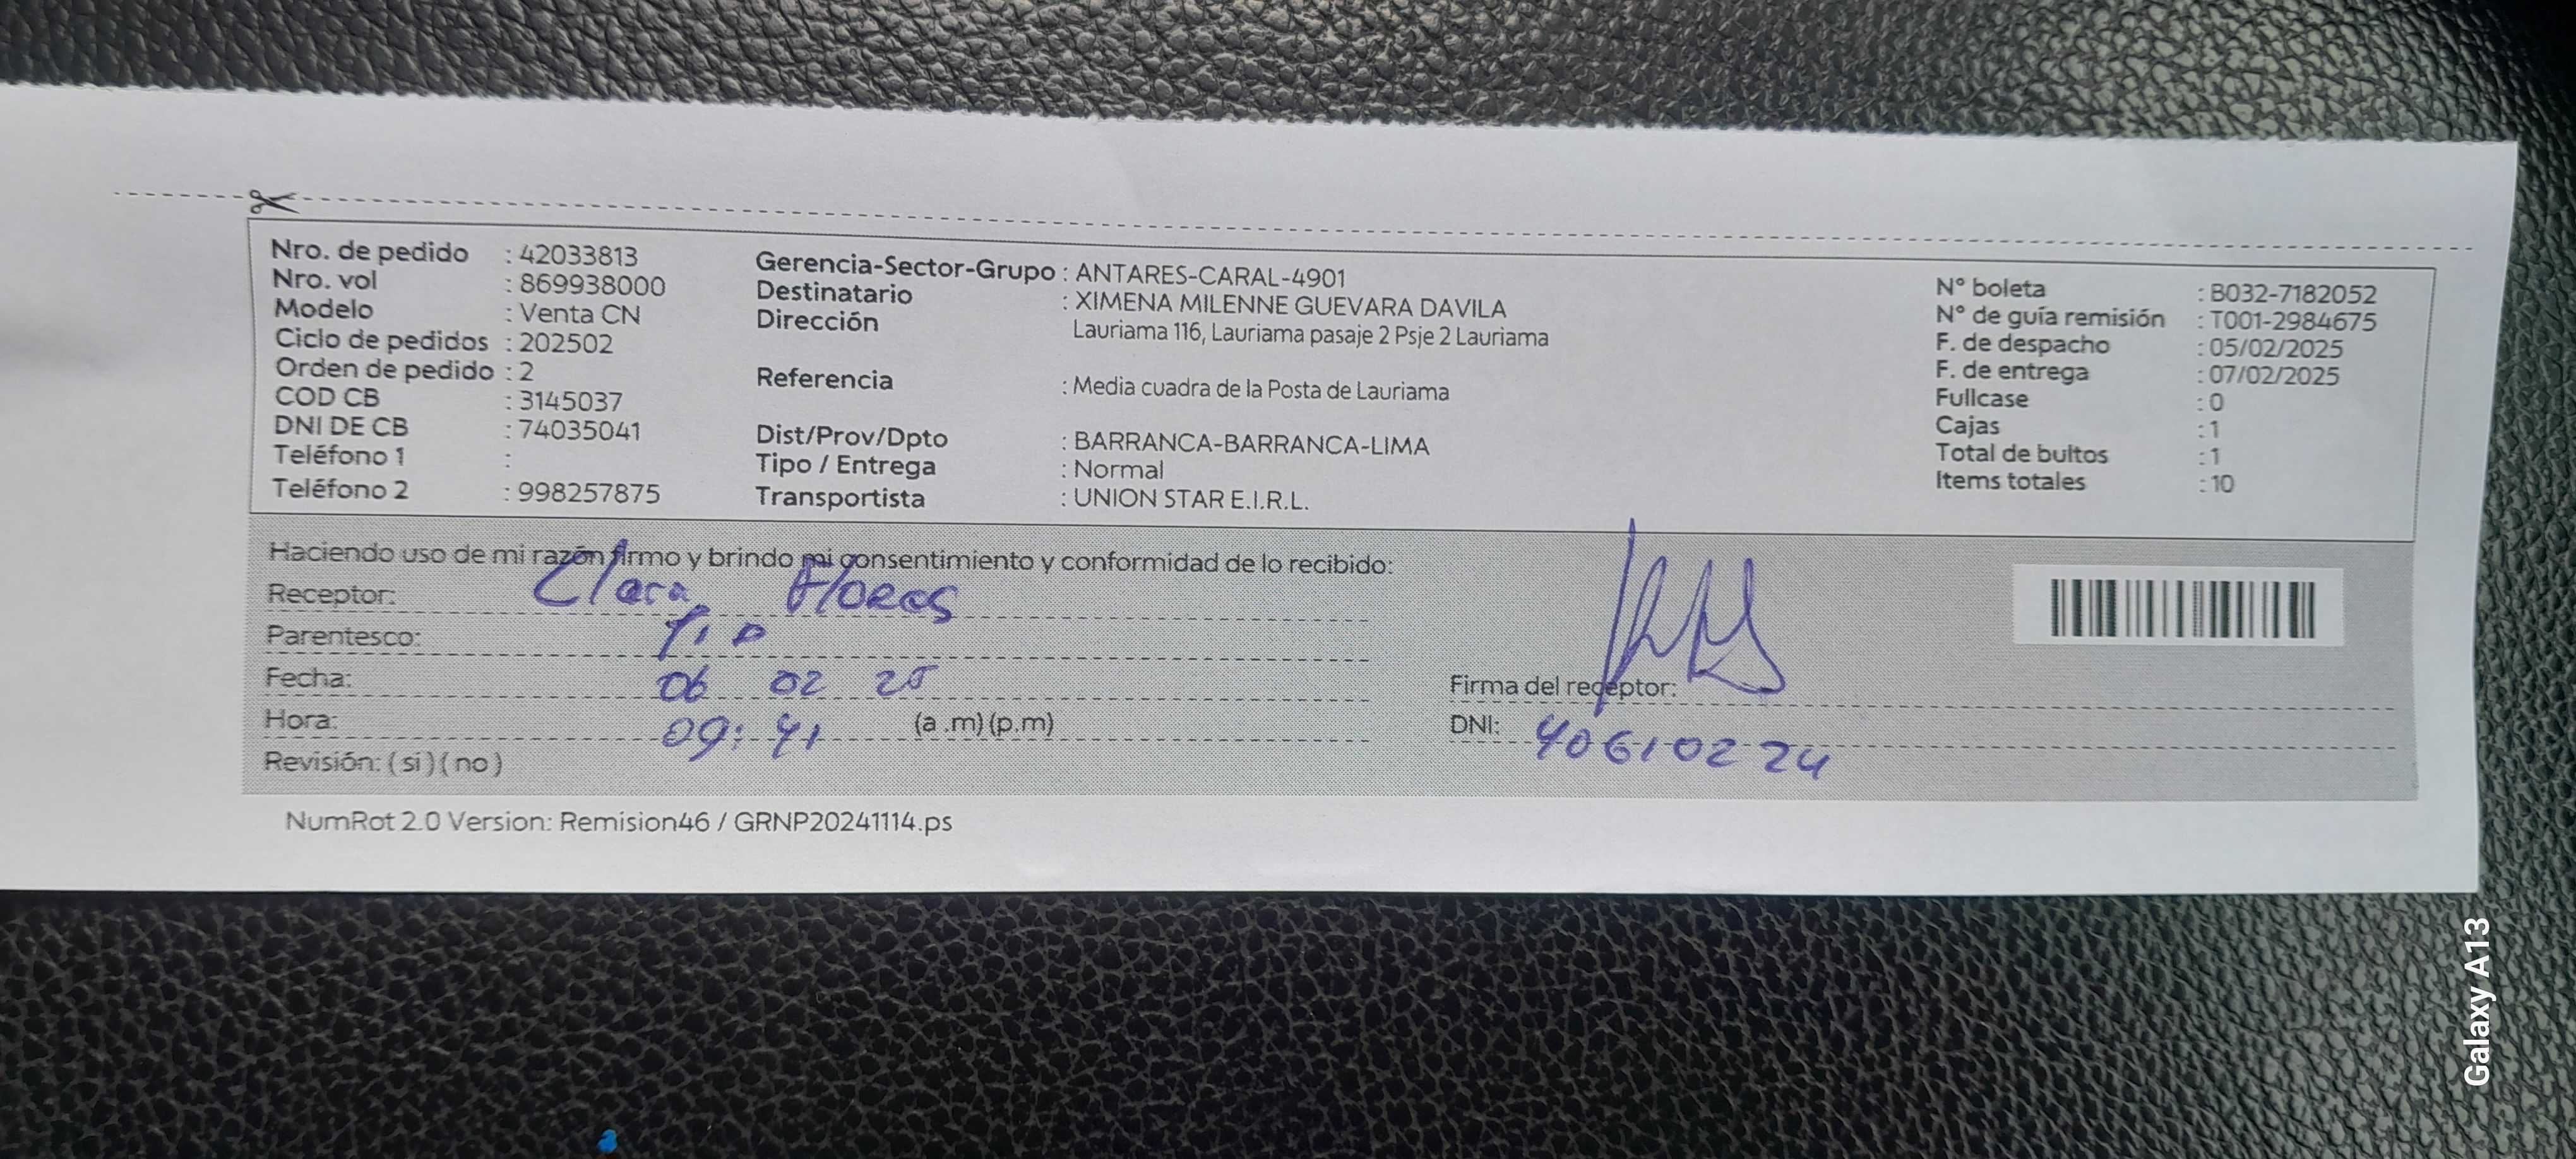 Nro. de pedido : 42033813
Nro. vol : 869938000
Modelo : Venta CN
Ciclo de pedidos : 202502
Orden de pedido : 2
COD CB : 3145037
DNI DE CB : 74035041
Teléfono 1 :
Teléfono 2 : 998257875
Gerencia-Sector-Grupo : ANTARES-CARAL-4901
Destinatario : XIMENA MILENNE GUEVARA DAVILA
Dirección Lauriama 116, Lauriama pasaje 2 Psje 2 Lauriama
Referencia : Media cuadra de la Posta de Lauriama
Dist/Prov/Dpto : BARRANCA-BARRANCA-LIMA
Tipo / Entrega : Normal
Transportista : UNION STAR E.I.R.L.
N° boleta : B032-7182052
N° de guía remisión : T001-2984675
F. de despacho : 05/02/2025
F. de entrega : 07/02/2025
Fullcase : 0
Cajas : 1
Total de bultos : 1
Items totales : 10
Haciendo uso de mi razón firmo y brindo mi consentimiento y conformidad de lo recibido:
Receptor: Clara Flores
Parentesco:
Fecha: 06 02 25
Hora: 09:41 (a .m) (p.m)
Revisión: ( si ) ( no )
Firma del receptor:
DNI: 40610224
NumRot 2.0 Version: Remision46 / GRNP20241114.ps
Galaxy A13